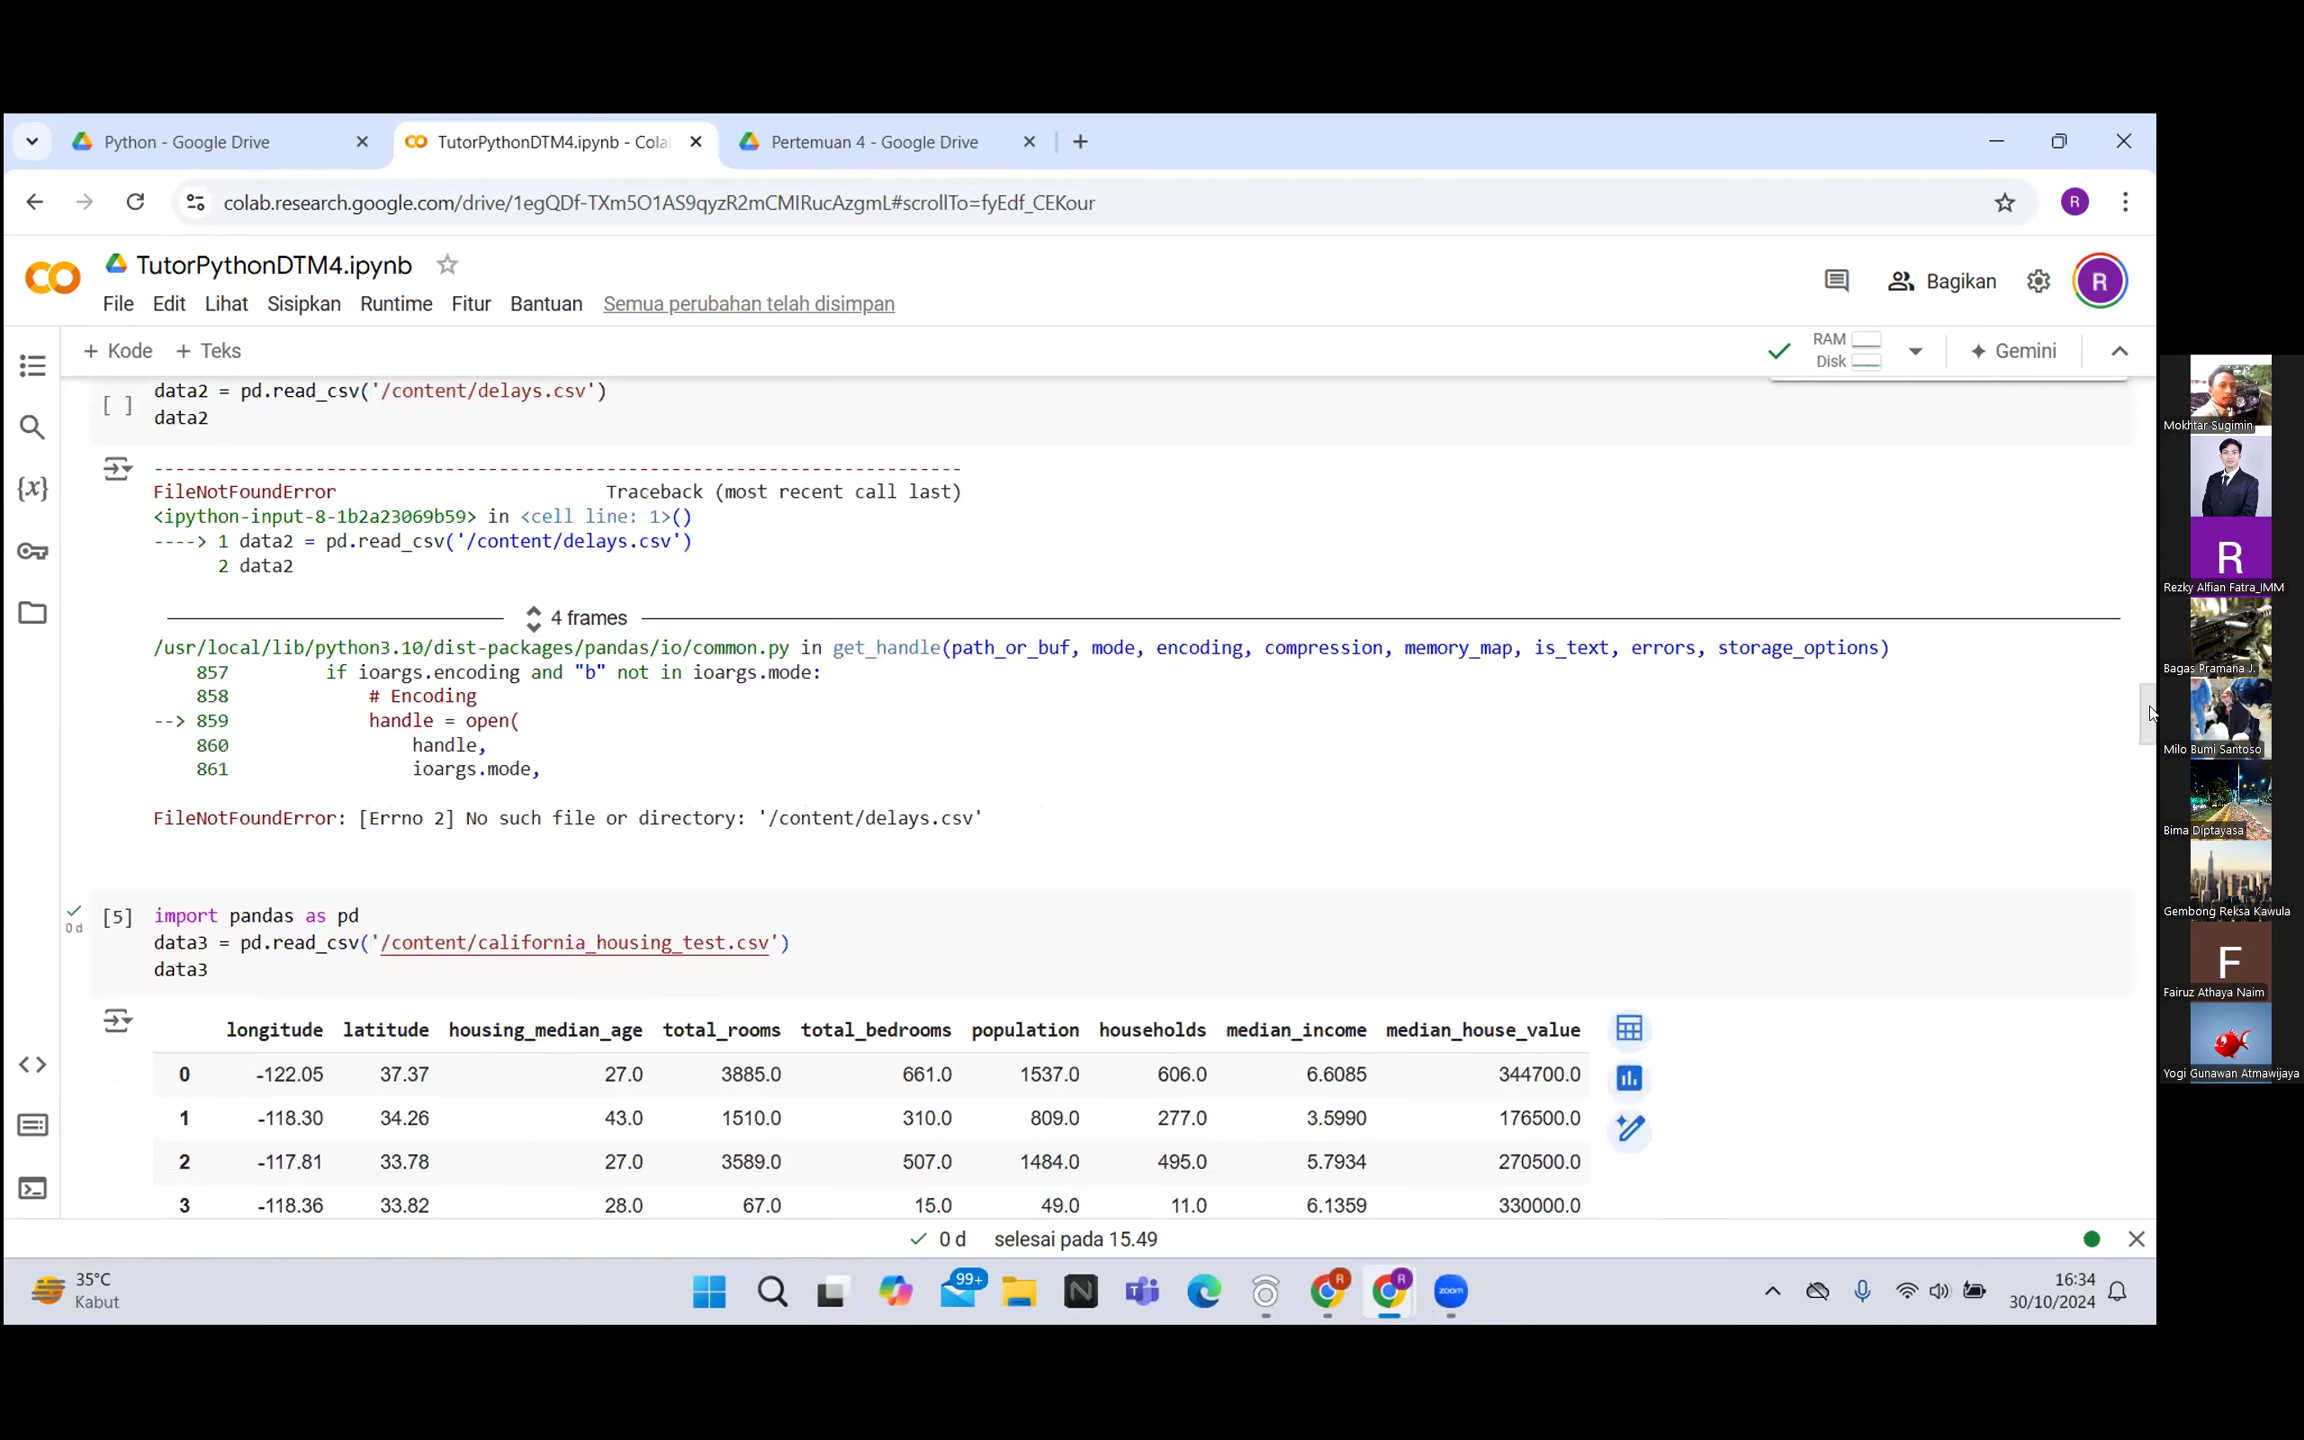 Python - Google Drive
TutorPythonDTM4.ipynb - Cola
Pertemuan 4 - Google Drive
colab.research.google.com/drive/1egQDf-TXm5O1AS9qyzR2mCMIRucAzgmL#scrollTo=fyEdf_CEKour
R
TutorPythonDTM4.ipynb
File Edit Lihat Sisipkan Runtime Fitur Bantuan Semua perubahan telah disimpan
Bagikan
R
+ Kode + Teks
RAM
Disk
Gemini
[ ]
data2 = pd.read_csv('/content/delays.csv')
data2
---------------------------------------------------------------------------
FileNotFoundError Traceback (most recent call last)
<ipython-input-8-1b2a23069b59> in <cell line: 1>()
----> 1 data2 = pd.read_csv('/content/delays.csv')
2 data2
4 frames
/usr/local/lib/python3.10/dist-packages/pandas/io/common.py in get_handle(path_or_buf, mode, encoding, compression, memory_map, is_text, errors, storage_options)
857 if ioargs.encoding and "b" not in ioargs.mode:
858 # Encoding
--> 859 handle = open(
860 handle,
861 ioargs.mode,
FileNotFoundError: [Errno 2] No such file or directory: '/content/delays.csv'
0 d
[5] import pandas as pd
data3 = pd.read_csv('/content/california_housing_test.csv')
data3
longitude latitude housing_median_age total_rooms total_bedrooms population households median_income median_house_value
0 -122.05 37.37 27.0 3885.0 661.0 1537.0 606.0 6.6085 344700.0
1 -118.30 34.26 43.0 1510.0 310.0 809.0 277.0 3.5990 176500.0
2 -117.81 33.78 27.0 3589.0 507.0 1484.0 495.0 5.7934 270500.0
3 -118.36 33.82 28.0 67.0 15.0 49.0 11.0 6.1359 330000.0
0 d selesai pada 15.49
35°C
Kabut
99+
R
R
zoom
16:34
30/10/2024
Mokhtar Sugimin
R
Rezky Alfian Fatra_IMM
Bagas Pramana J.
Milo Bumi Santoso
Bima Diptayasa
Gembong Reksa Kawula
F
Fairuz Athaya Naim
Yogi Gunawan Atmawijaya